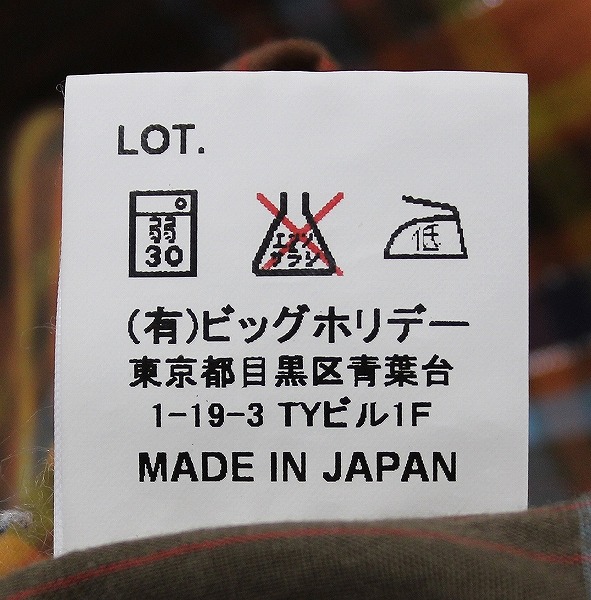 LOT.
弱 エンソ 低
30 サラシ
(有)ビッグホリデー
東京都目黒区青葉台
1-19-3 TYビル1F
MADE IN JAPAN